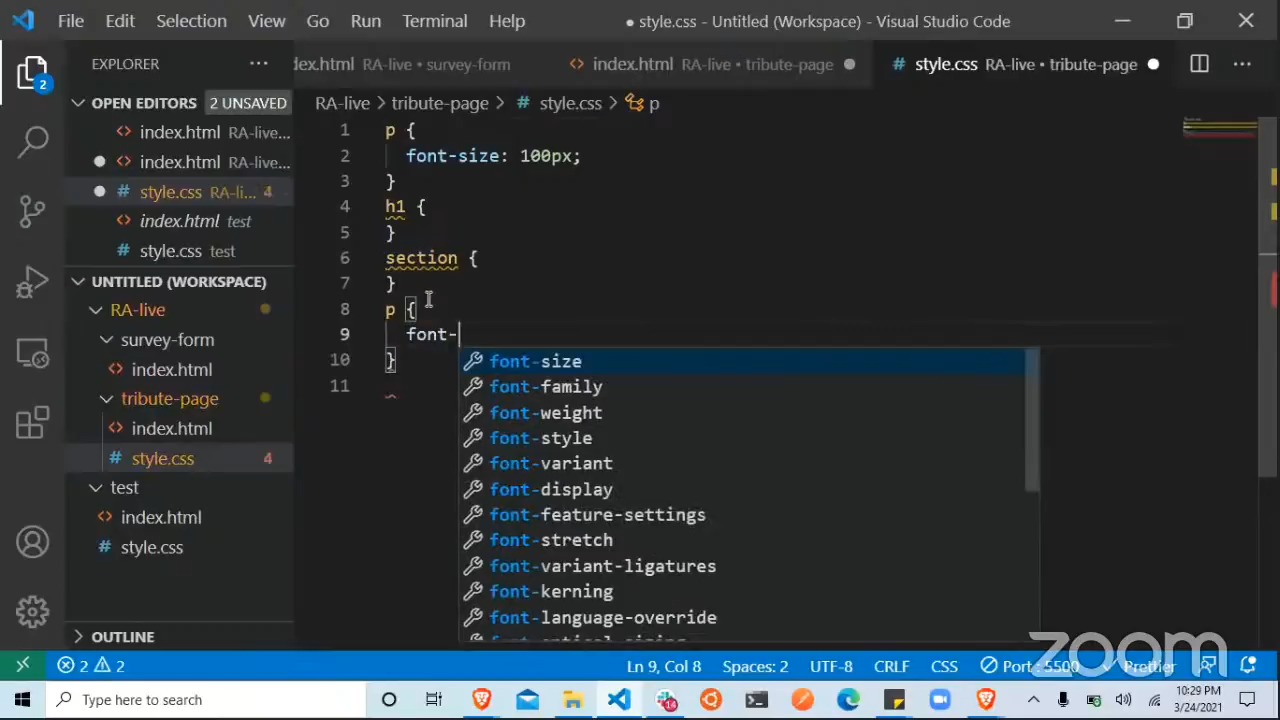 File Edit Selection View Go Run Terminal Help ● style.css - Untitled (Workspace) - Visual Studio Code
EXPLORER ···
dex.html RA-live • survey-form
<> index.html RA-live • tribute-page ●
# style.css RA-live • tribute-page ●
···
OPEN EDITORS 2 UNSAVED
<> index.html RA-live...
● <> index.html RA-live...
● # style.css RA-li... 4
<> index.html test
# style.css test
UNTITLED (WORKSPACE)
RA-live
survey-form
<> index.html
tribute-page
<> index.html
# style.css 4
test
<> index.html
# style.css
OUTLINE
2
RA-live > tribute-page > # style.css > p
1 p {
2 font-size: 100px;
3 }
4 h1 {
5 }
6 section {
7 }
8 p {
9 font-
10 }
11
font-size
font-family
font-weight
font-style
font-variant
font-display
font-feature-settings
font-stretch
font-variant-ligatures
font-kerning
font-language-override
zoom
2 2 Ln 9, Col 8 Spaces: 2 UTF-8 CRLF CSS Port : 5500 Prettier
Type here to search
14
10:29 PM
3/24/2021